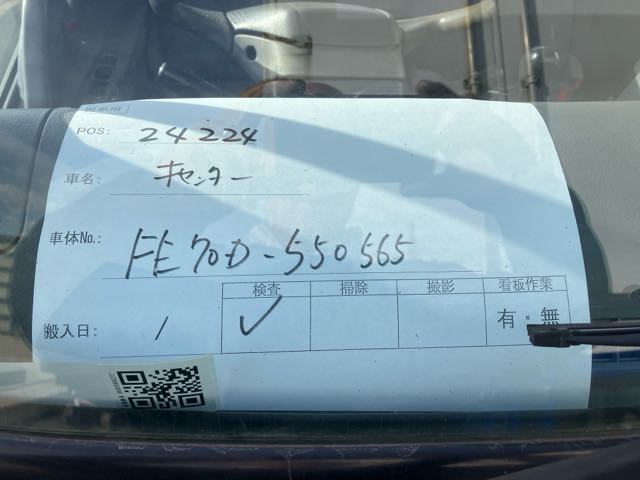 POS: 24224
車名: キャンター
車体No.: FE70D-550565
検査 掃除 撮影 看板作業
搬入日: / ✓ 有・無